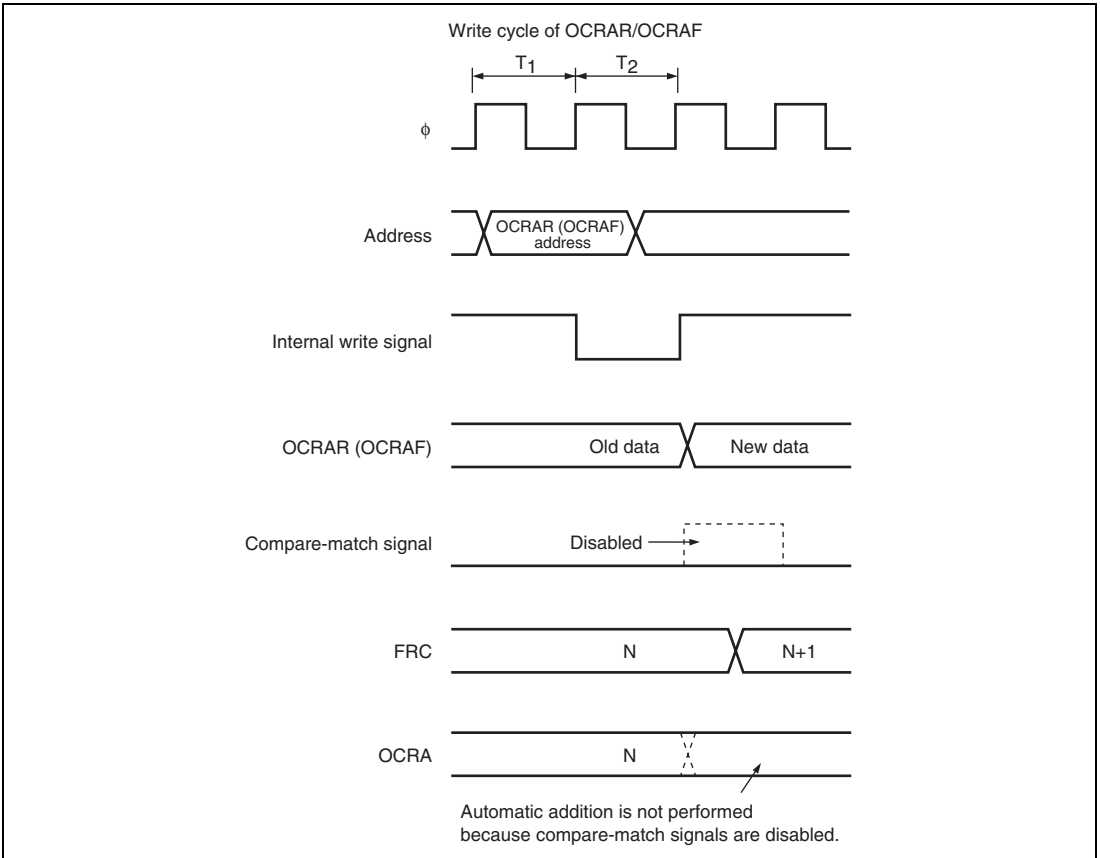 Write cycle of OCRAR/OCRAF
T1 T2
ϕ
Address
OCRAR (OCRAF)
address
Internal write signal
OCRAR (OCRAF)
Old data
New data
Compare-match signal
Disabled
FRC
N
N+1
OCRA
N
Automatic addition is not performed
because compare-match signals are disabled.